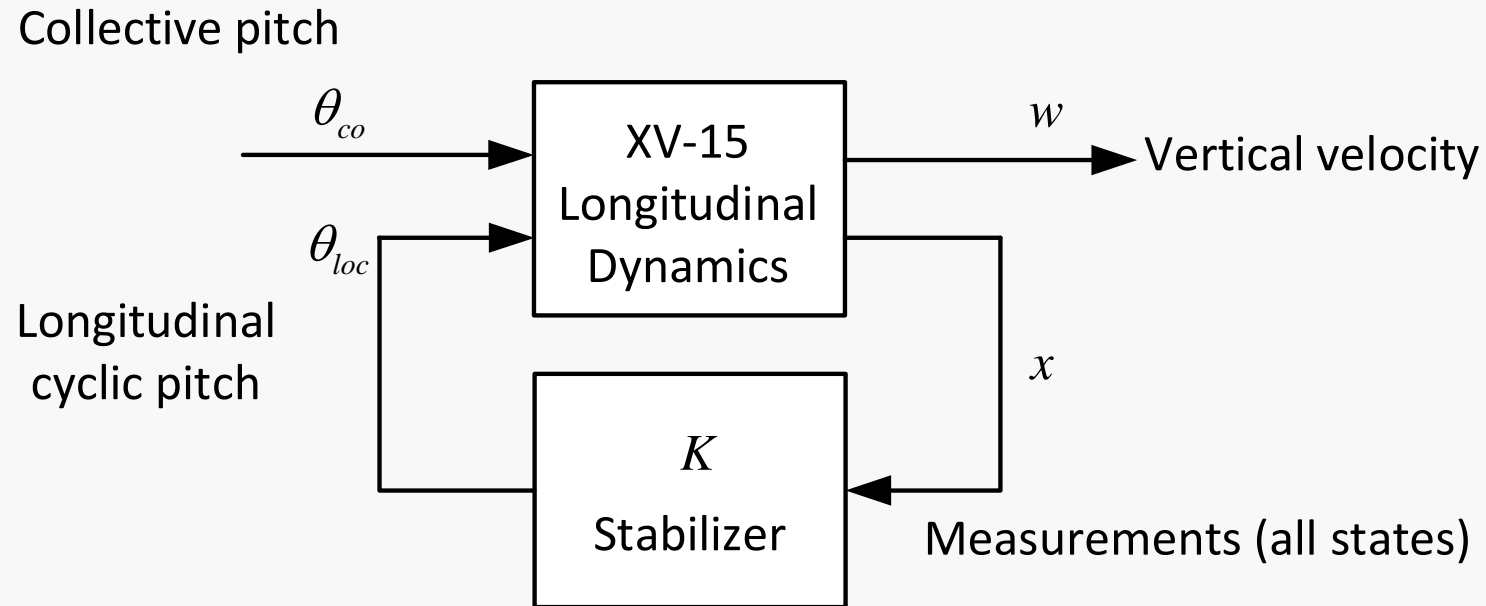 Collective pitch
θco
XV-15
Longitudinal
Dynamics
w
Vertical velocity
θloc
Longitudinal
cyclic pitch
x
K
Stabilizer
Measurements (all states)